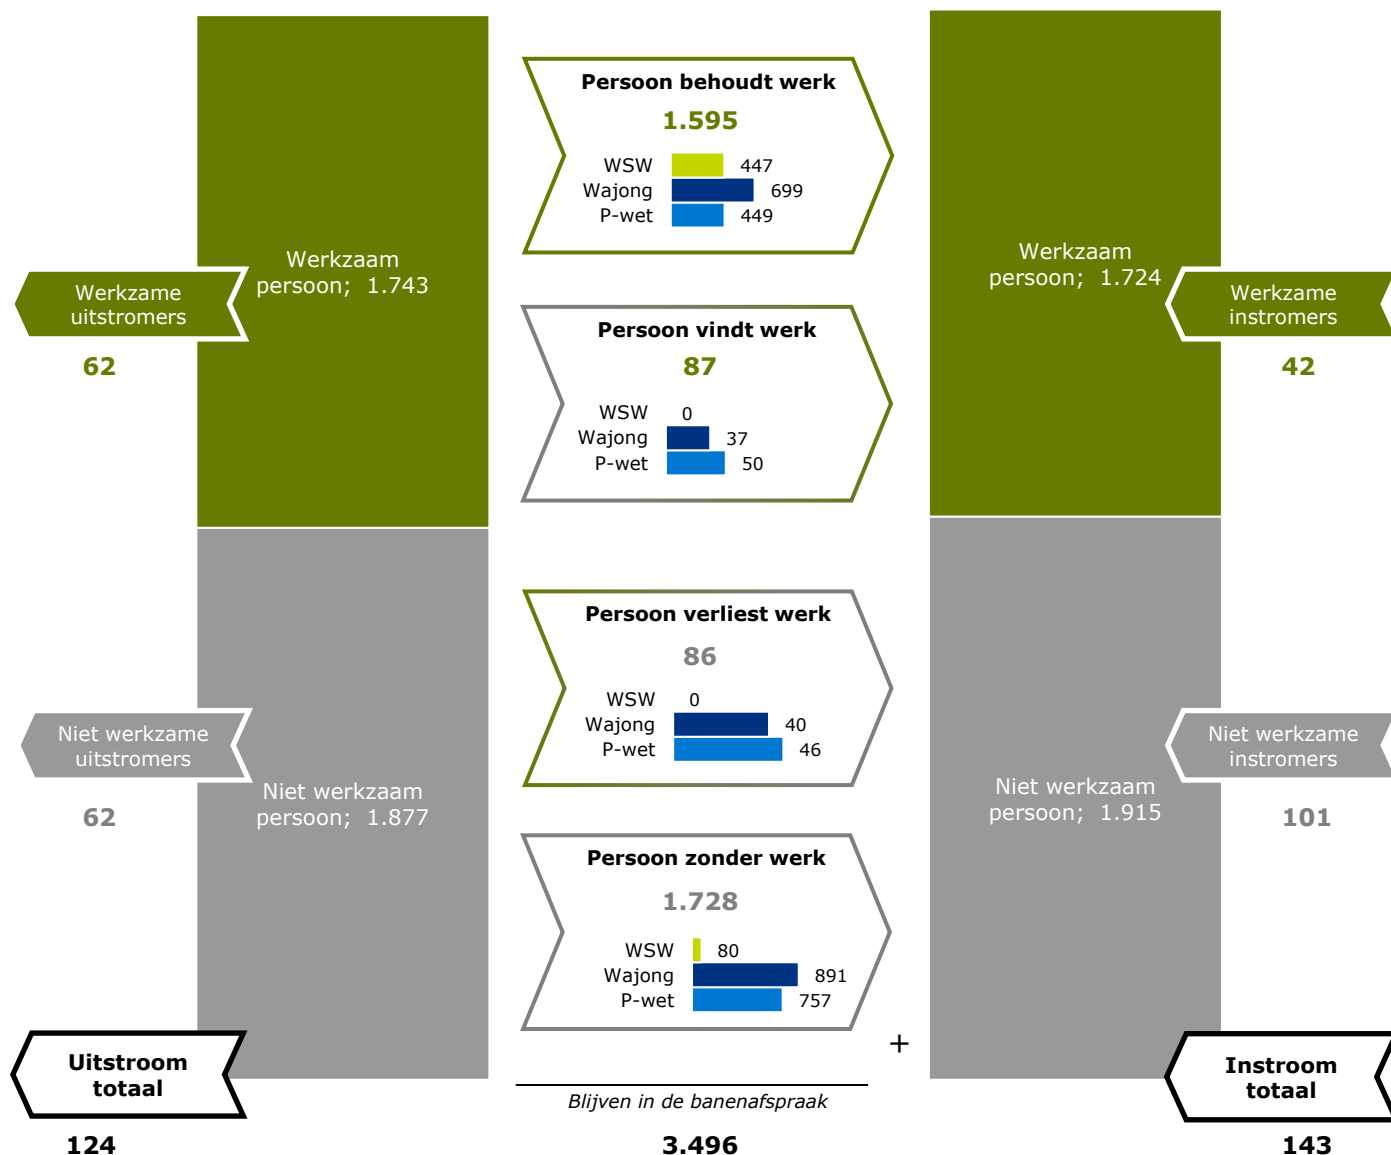 Werkzaam
persoon;  1.743
Werkzame
uitstromers
62
Niet werkzame
uitstromers
62
Niet werkzaam
persoon;  1.877
Uitstroom
totaal
124
Persoon behoudt werk
1.595
WSW 447
Wajong 699
P-wet 449
Persoon vindt werk
87
WSW 0
Wajong 37
P-wet 50
Persoon verliest werk
86
WSW 0
Wajong 40
P-wet 46
Persoon zonder werk
1.728
WSW 80
Wajong 891
P-wet 757
+
Blijven in de banenafspraak
3.496
Werkzaam
persoon;  1.724
Werkzame
instromers
42
Niet werkzame
instromers
101
Niet werkzaam
persoon;  1.915
Instroom
totaal
143